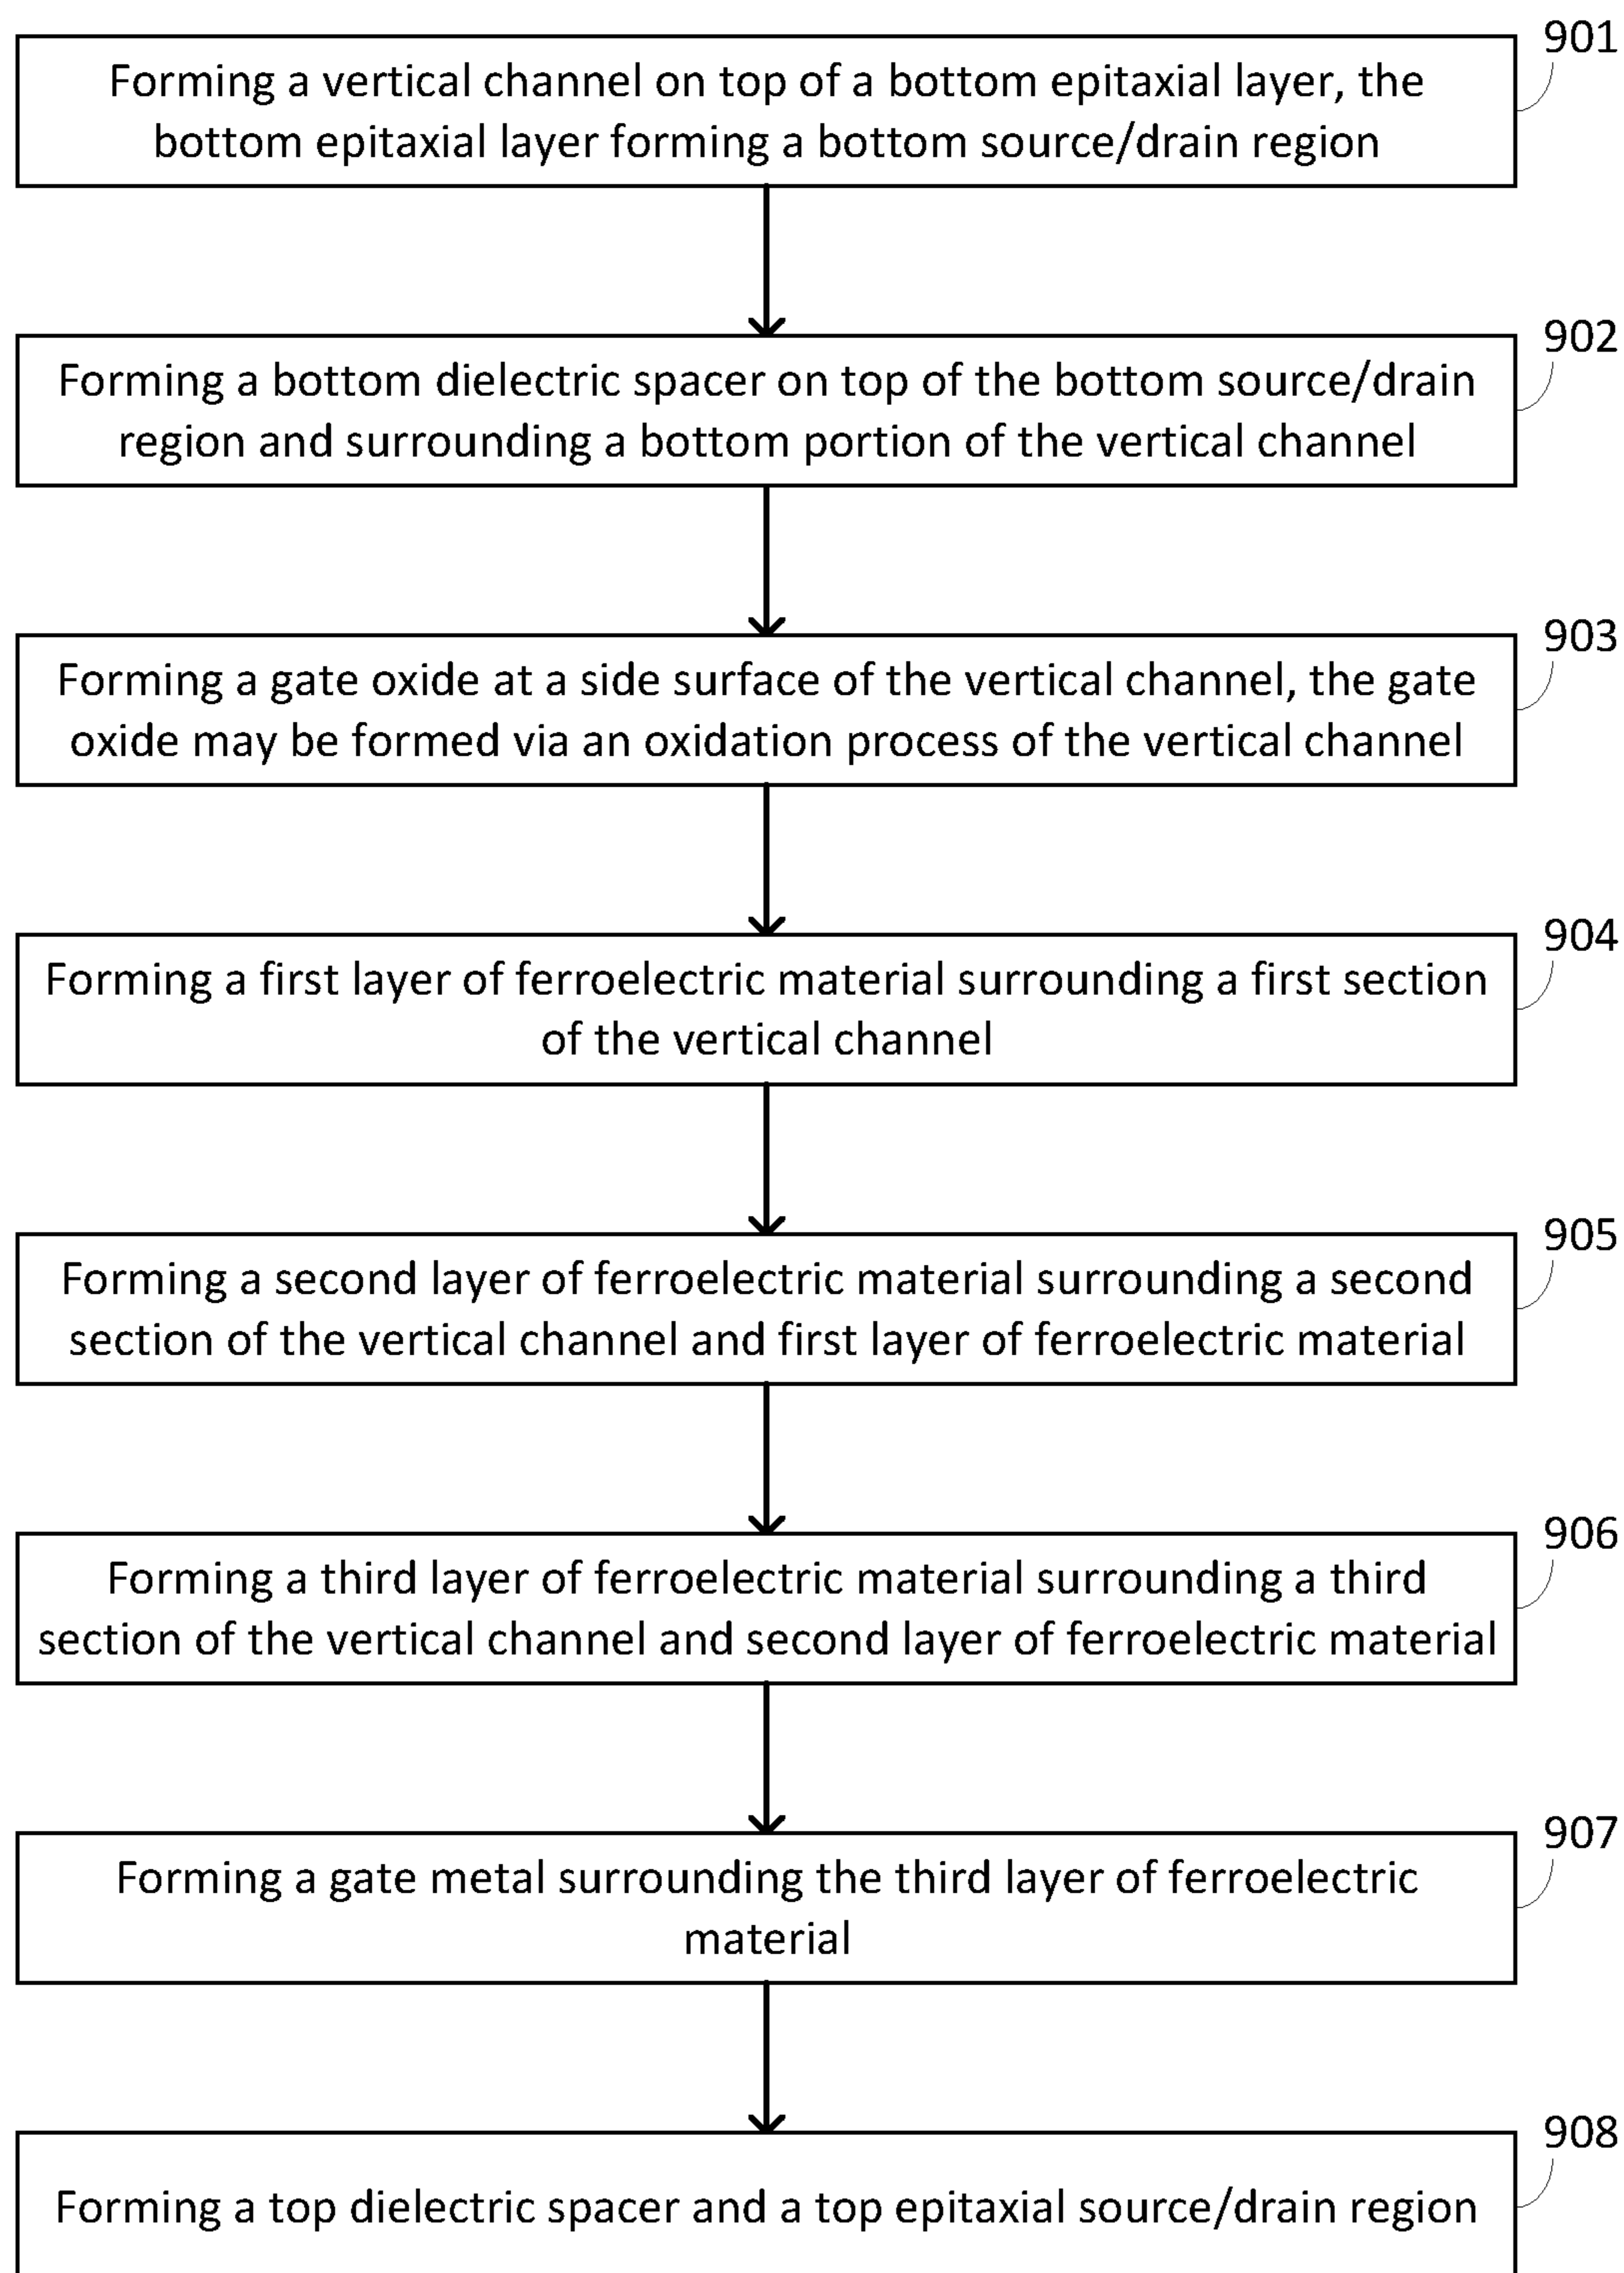 901
Forming a vertical channel on top of a bottom epitaxial layer, the
bottom epitaxial layer forming a bottom source/drain region
902
Forming a bottom dielectric spacer on top of the bottom source/drain
region and surrounding a bottom portion of the vertical channel
903
Forming a gate oxide at a side surface of the vertical channel, the gate
oxide may be formed via an oxidation process of the vertical channel
904
Forming a first layer of ferroelectric material surrounding a first section
of the vertical channel
905
Forming a second layer of ferroelectric material surrounding a second
section of the vertical channel and first layer of ferroelectric material
906
Forming a third layer of ferroelectric material surrounding a third
section of the vertical channel and second layer of ferroelectric material
907
Forming a gate metal surrounding the third layer of ferroelectric
material
908
Forming a top dielectric spacer and a top epitaxial source/drain region